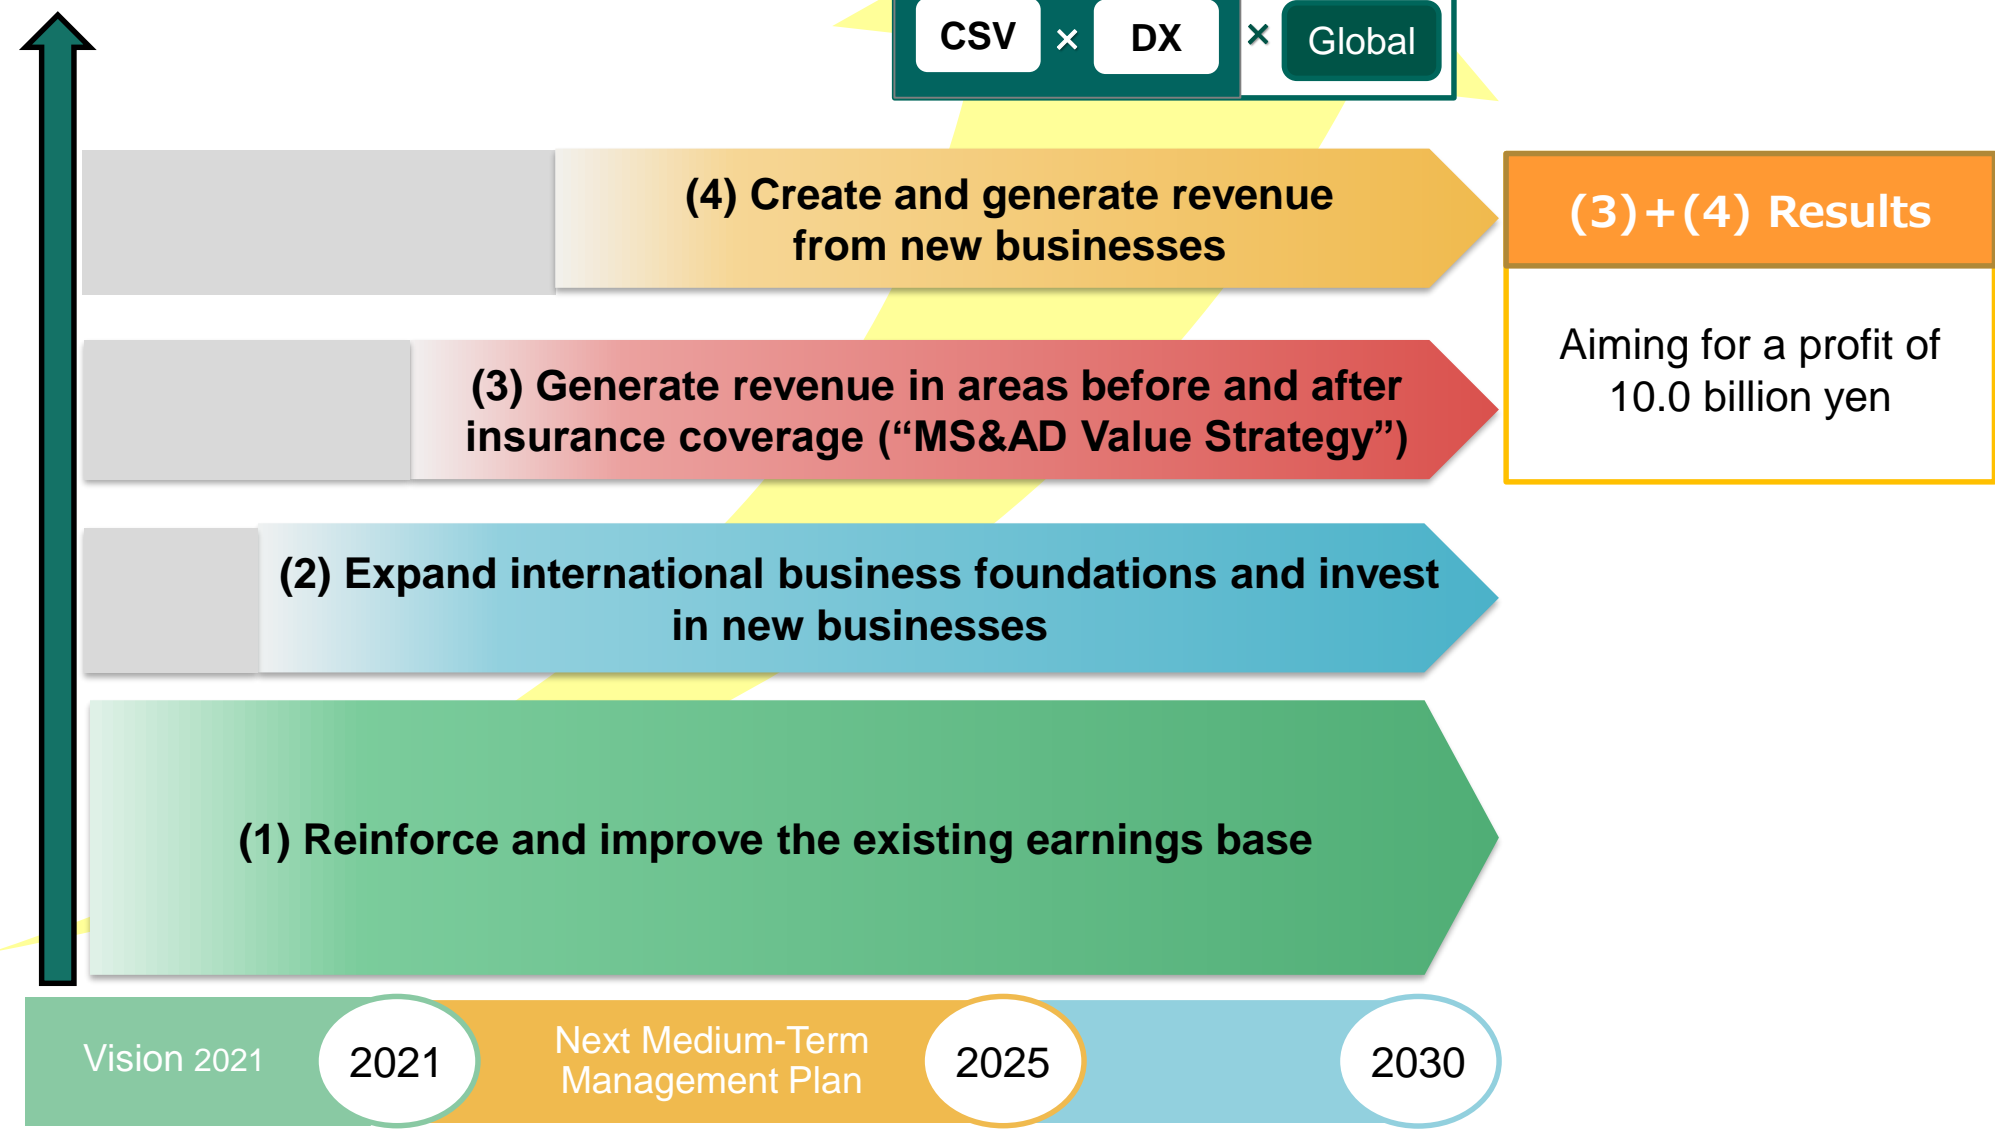 CSV × DX × Global
(4) Create and generate revenue
from new businesses
(3)+(4) Results
Aiming for a profit of
10.0 billion yen
(3) Generate revenue in areas before and after
insurance coverage (“MS&AD Value Strategy”)
(2) Expand international business foundations and invest
in new businesses
(1) Reinforce and improve the existing earnings base
Vision 2021
2021
Next Medium-Term
Management Plan
2025
2030